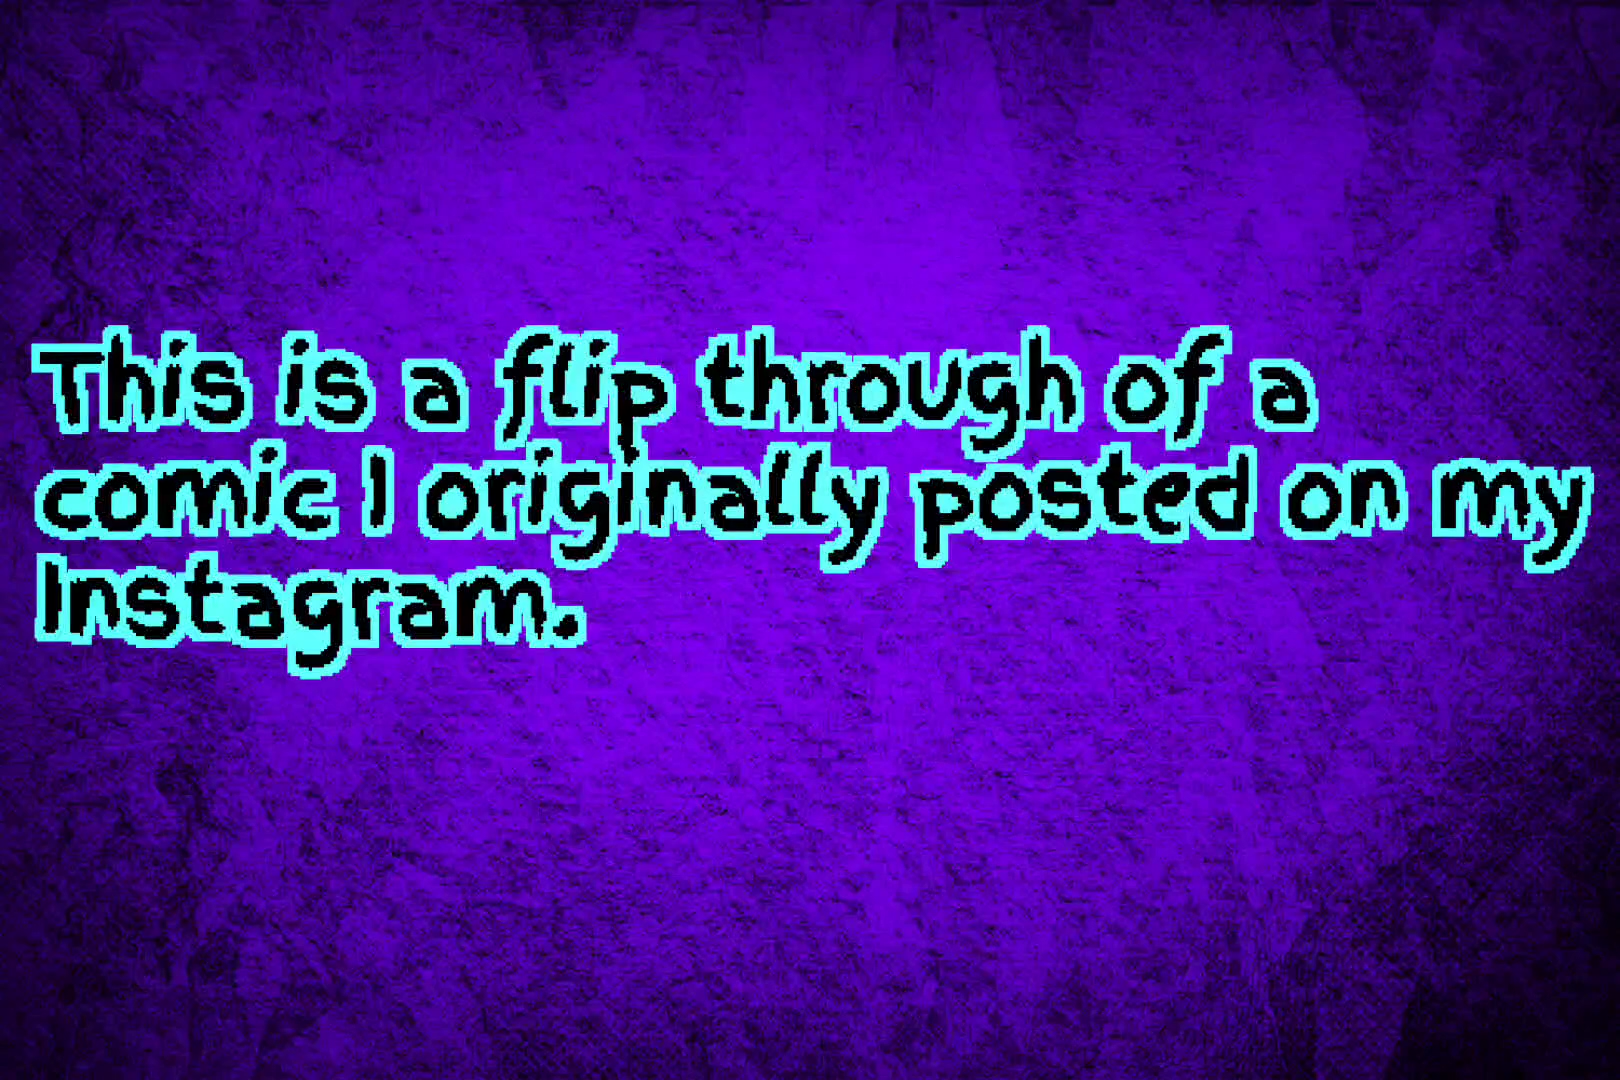 This is a flip through of a
comic I originally posted on my
Instagram.